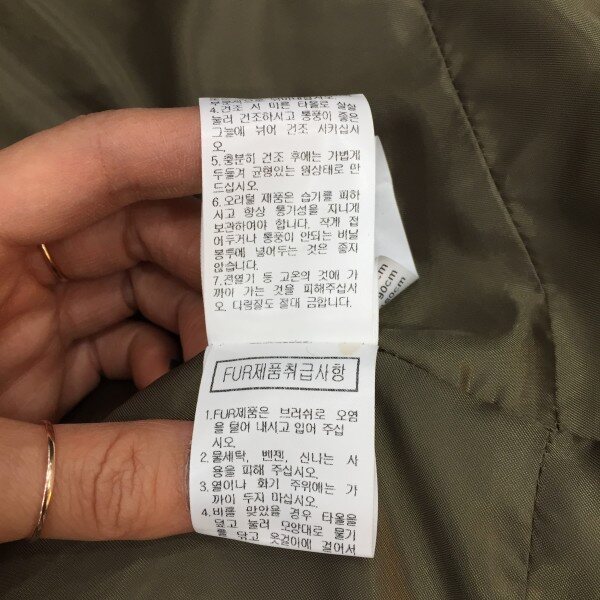 4.건조 시 마른 타올로 살살
눌러 건조하시고 통풍이 좋은
그늘에 뉘어 건조 시키십시
오.
5.충분히 건조 후에는 가볍게
두들겨 균형있는 원상태로 만
드십시오.
6.오리털 제품은 습기를 피하
시고 항상 통기성을 지니게
보관하여야 합니다. 작게 접
어두거나 통풍이 안되는 비닐
봉투에 넣어두는 것은 좋지
않습니다.
7.전열기 등 고온의 것에 가
까이 가는 것을 피해주십시
오. 다림질도 절대 금합니다.
FUR제품취급사항
1.FUR제품은 브러쉬로 오염
을 털어 내시고 입어 주십
시오.
2.물세탁, 벤젠, 신나는 사
용을 피해 주십시오.
3.열이나 화기 주위에는 가
까이 두지 마십시오.
4.비를 맞았을 경우 타올을
덮고 눌러 모양대로 물기
를 닦고 옷걸이에 걸어서
cm
90cm